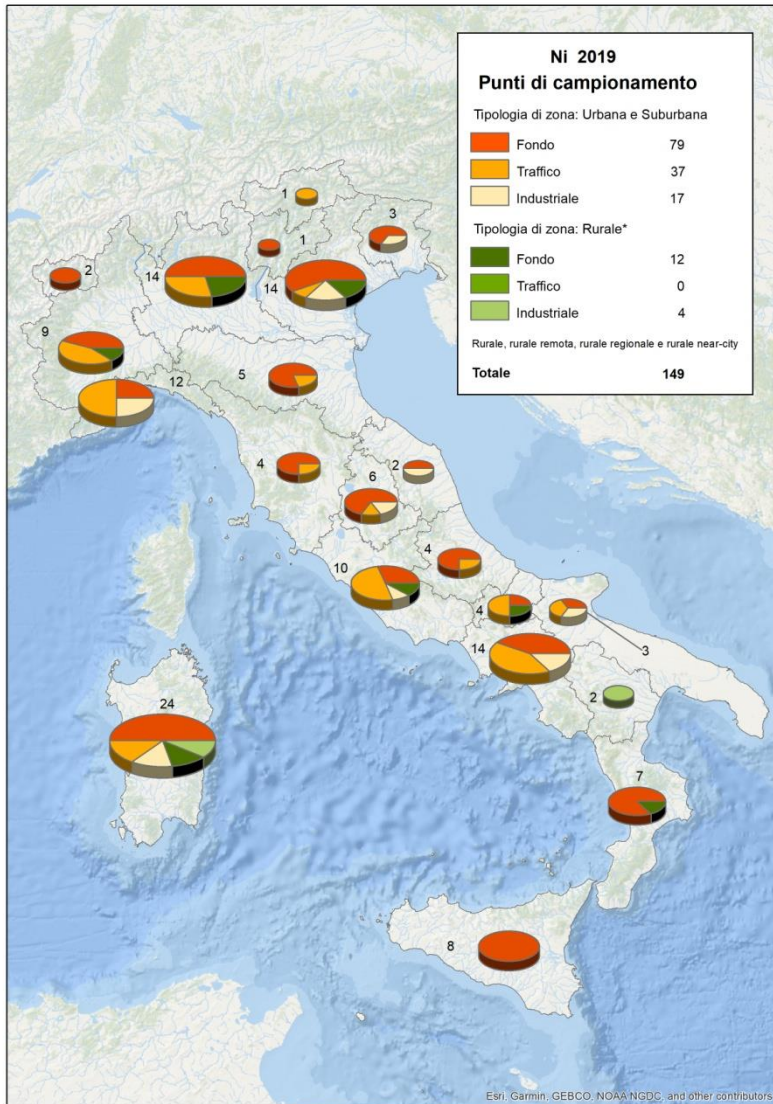 Ni 2019
Punti di campionamento
Tipologia di zona: Urbana e Suburbana
Fondo 79
Traffico 37
Industriale 17
Tipologia di zona: Rurale*
Fondo 12
Traffico 0
Industriale 4
Rurale, rurale remota, rurale regionale e rurale near-city
Totale 149
1
3
1
2
14
14
9
5
12
4
2
6
4
10
4
3
14
2
24
7
8
Esri, Garmin, GEBCO, NOAA NGDC, and other contributors